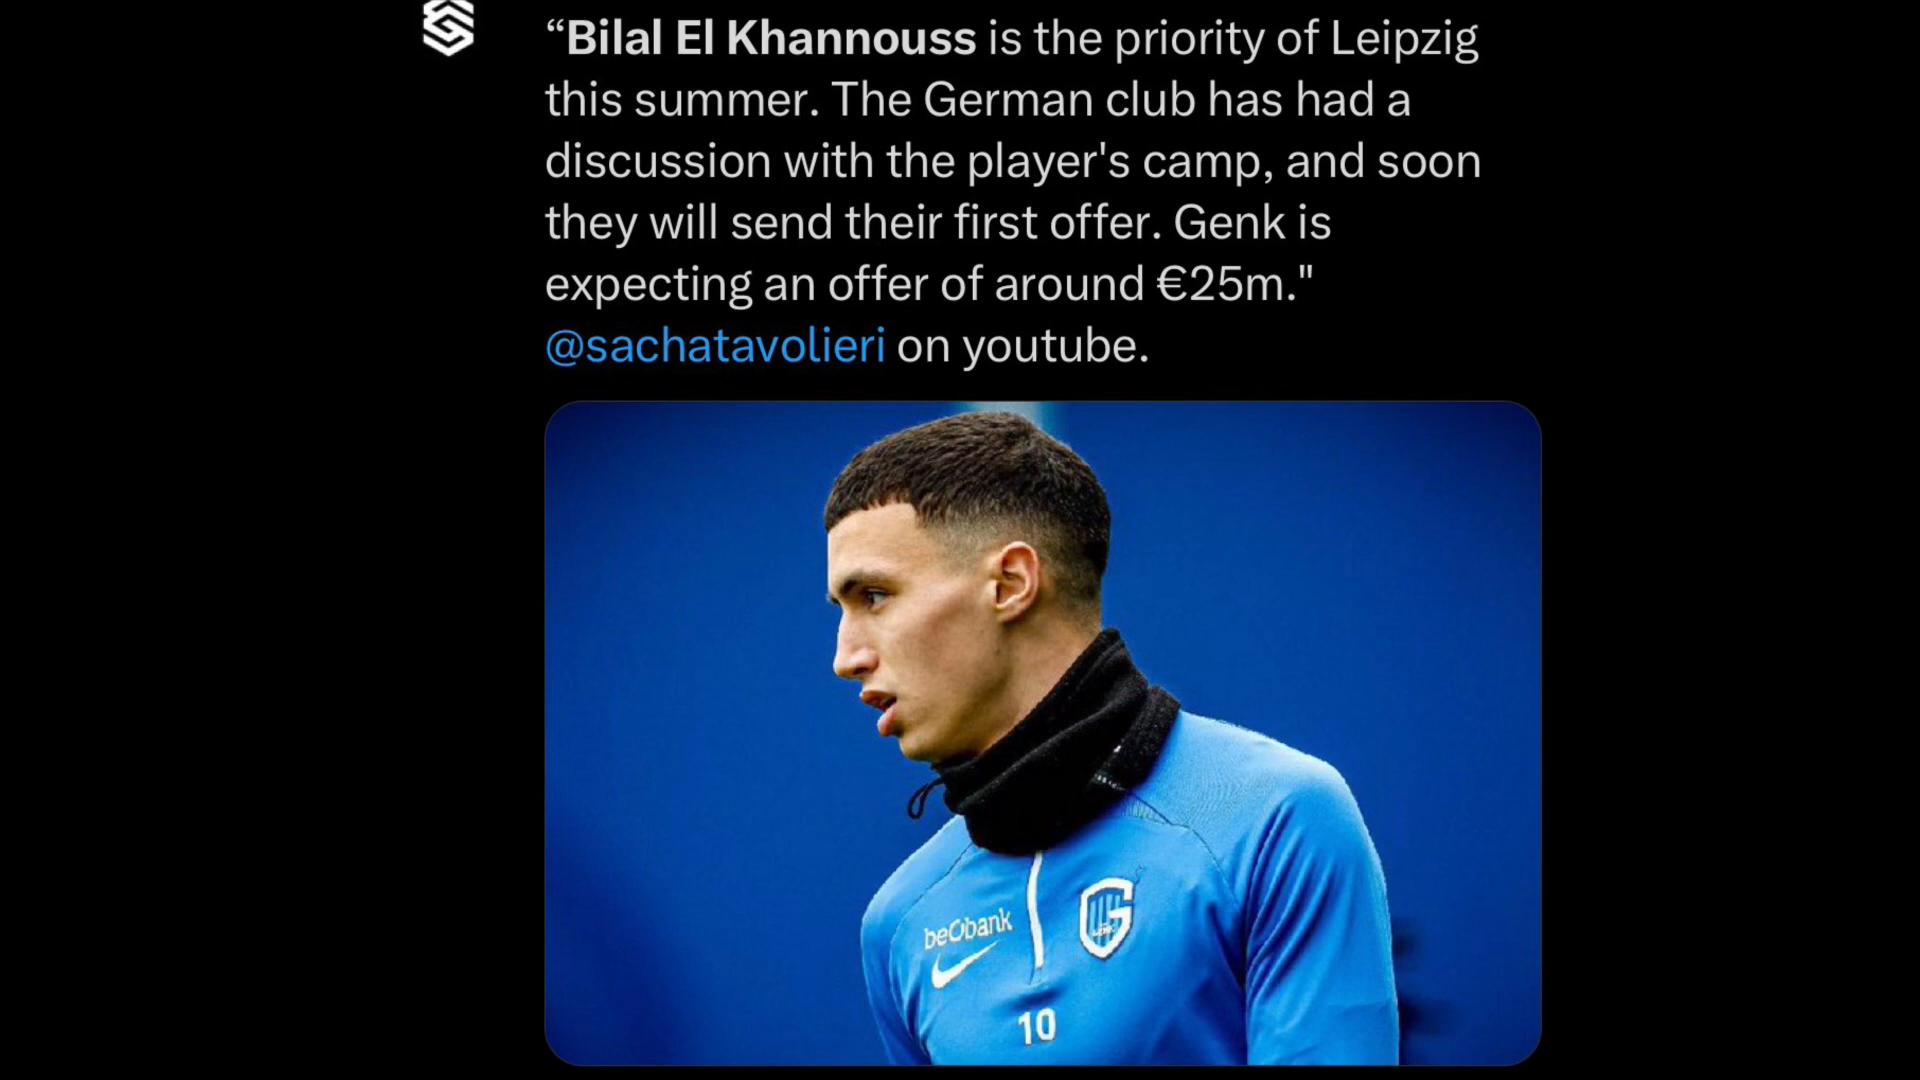 “Bilal El Khannouss is the priority of Leipzig
this summer. The German club has had a
discussion with the player's camp, and soon
they will send their first offer. Genk is
expecting an offer of around €25m."
@sachatavolieri on youtube.
beObank
10